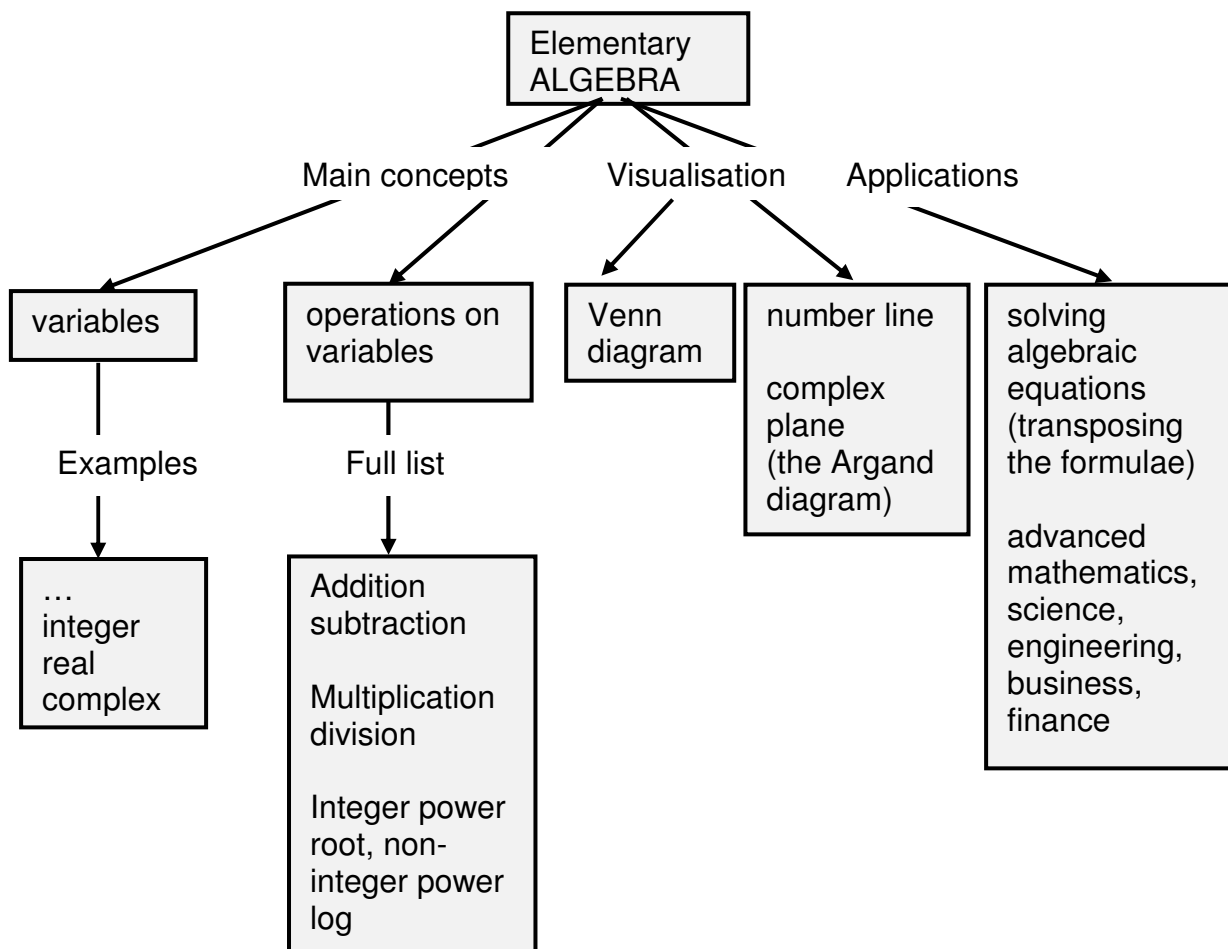 Elementary
ALGEBRA
Main concepts
Visualisation
Applications
variables
operations on
variables
Venn
diagram
number line
complex
plane
(the Argand
diagram)
solving
algebraic
equations
(transposing
the formulae)
advanced
mathematics,
science,
engineering,
business,
finance
Examples
Full list
…
integer
real
complex
Addition
subtraction
Multiplication
division
Integer power
root, non-
integer power
log